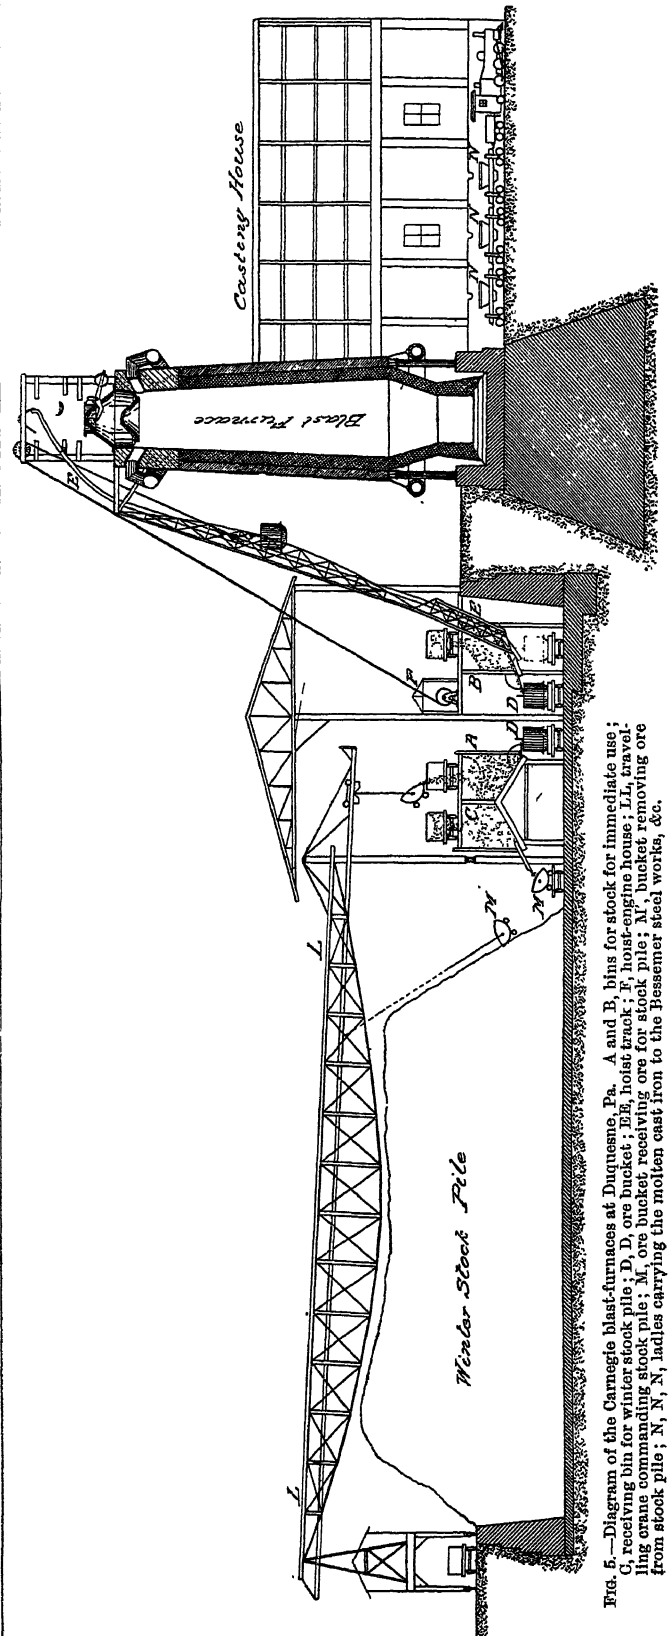 Casting House
Blast Furnace
E
F
E
B
D
D
A
C
N
N
N
M'
M
L
L
Winter Stock Pile
FIG. 5.—Diagram of the Carnegie blast-furnaces at Duquesne, Pa. A and B, bins for stock for immediate use;
C, receiving bin for winter stock pile; D, D, ore bucket; EE, hoist track; F, hoist-engine house; LL, travel-
ling crane commanding stock pile; M, ore bucket receiving ore for stock pile; M', bucket removing ore
from stock pile; N, N, N, ladles carrying the molten cast iron to the Bessemer steel works, &c.